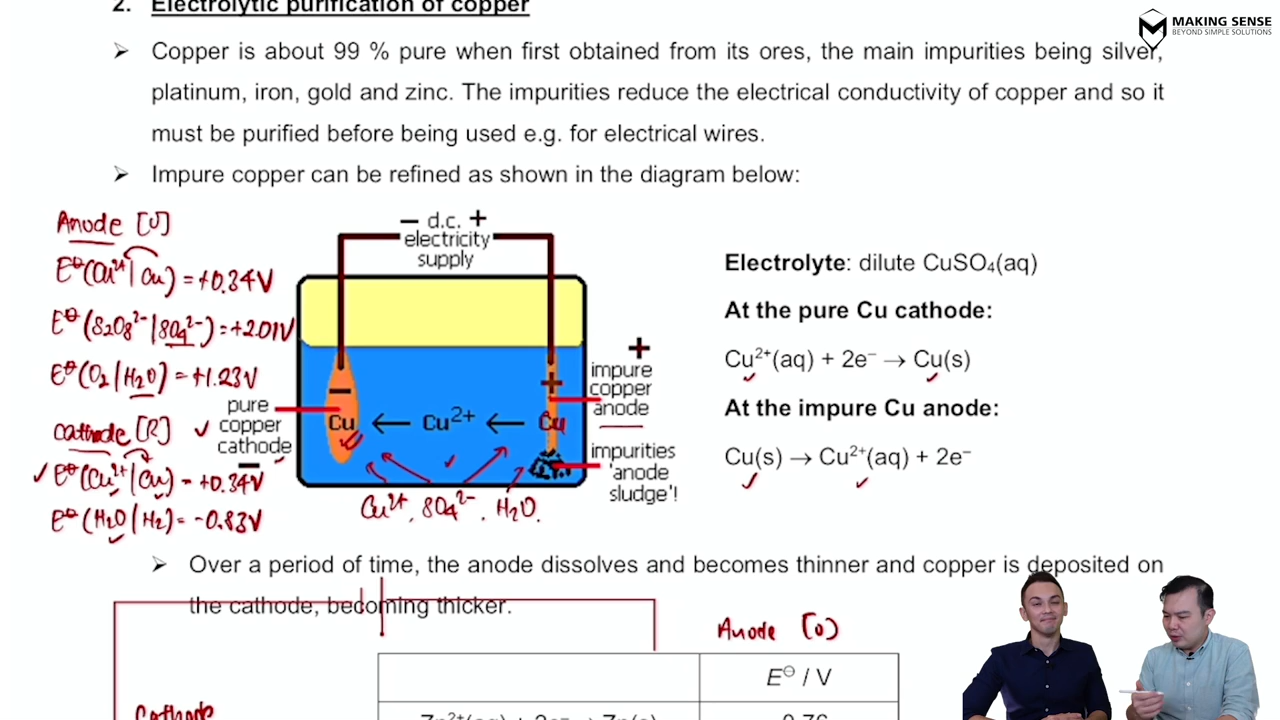 2. Electrolytic purification of copper
MAKING SENSE
BEYOND SIMPLE SOLUTIONS
➢ Copper is about 99 % pure when first obtained from its ores, the main impurities being silver,
platinum, iron, gold and zinc. The impurities reduce the electrical conductivity of copper and so it
must be purified before being used e.g. for electrical wires.
➢ Impure copper can be refined as shown in the diagram below:
Anode [O]
E⦵(Cu²⁺|Cu) = +0.34V
E⦵(S₂O₈²⁻|SO₄²⁻) = +2.01V
E⦵(O₂|H₂O) = +1.23V
Cathode [R]
✓ E⦵(Cu²⁺|Cu) = +0.34V
E⦵(H₂O|H₂) = -0.83V
− d.c. +
electricity
supply
pure
✓ copper
cathode
−
−
Cu ← Cu²⁺ ← Cu
+
+
impure
copper
anode
impurities
'anode
sludge'!
Cu²⁺, SO₄²⁻, H₂O.
Electrolyte: dilute CuSO₄(aq)
At the pure Cu cathode:
Cu²⁺(aq) + 2e⁻ → Cu(s)
At the impure Cu anode:
Cu(s) → Cu²⁺(aq) + 2e⁻
➢ Over a period of time, the anode dissolves and becomes thinner and copper is deposited on
the cathode, becoming thicker.
Anode [O]
E⦵ / V
Cathode
Zn²⁺(aq) + 2e⁻ → Zn(s) −0.76